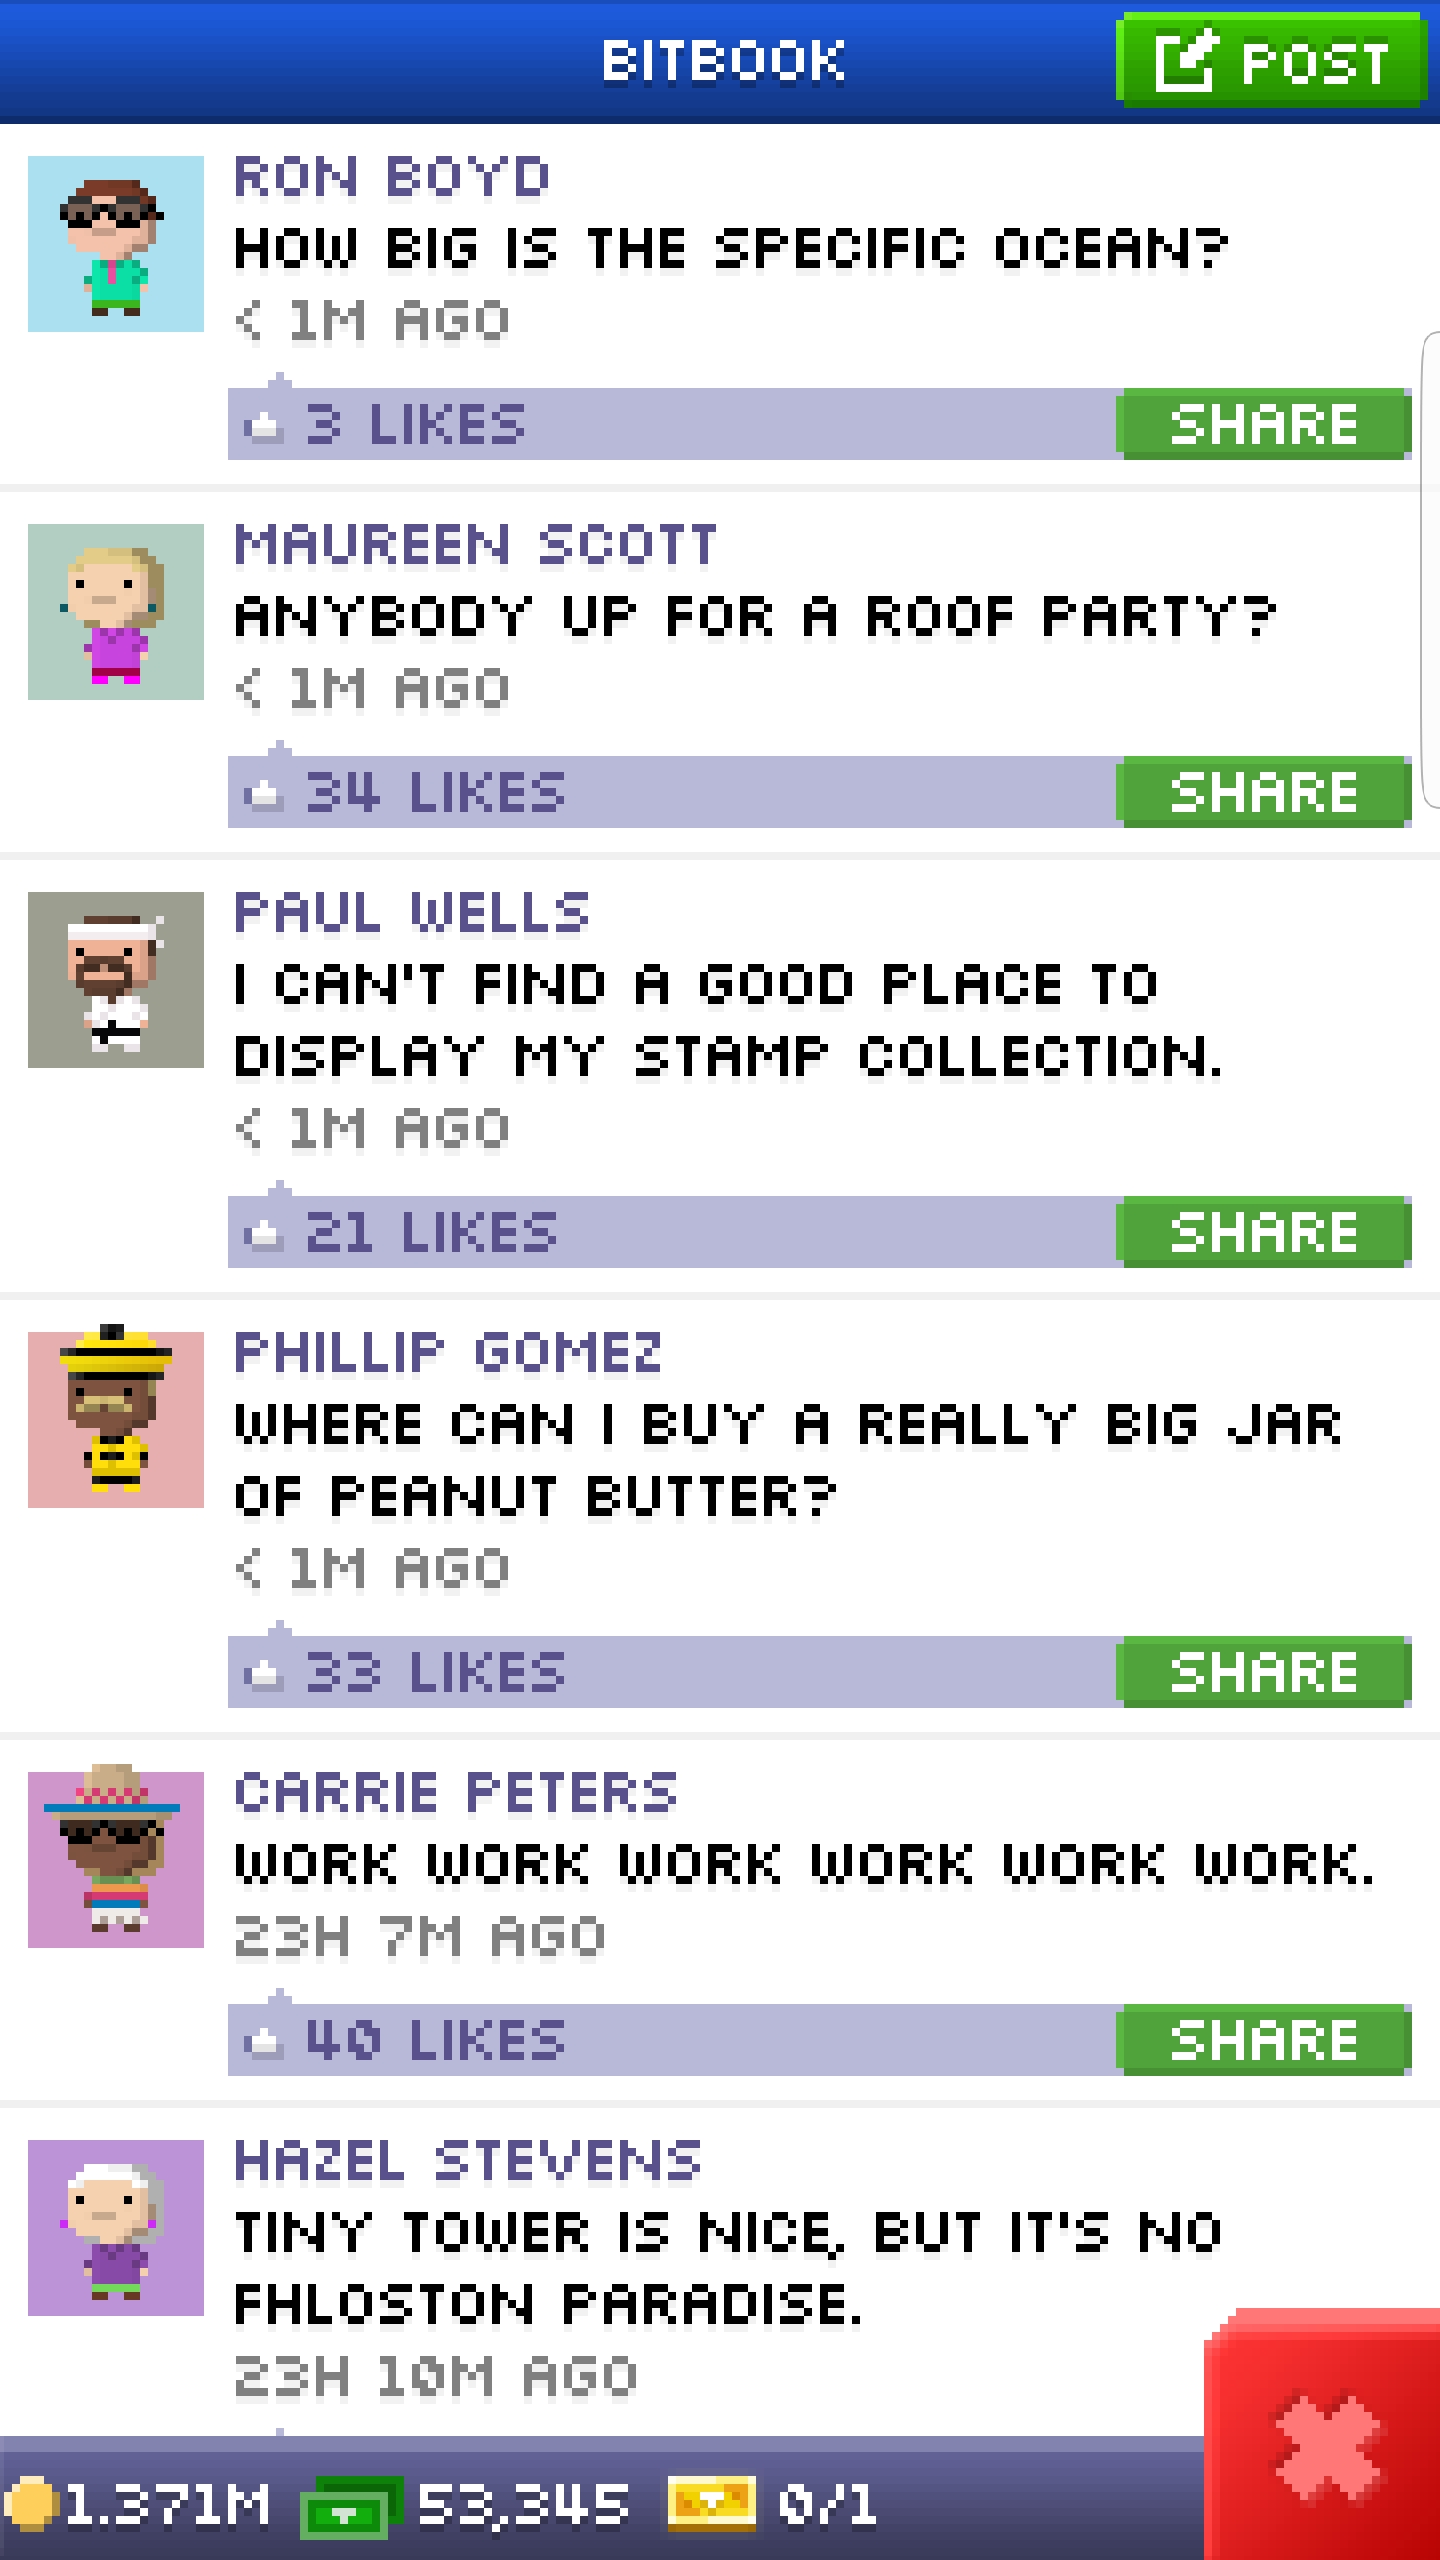 BITBOOK
POST
RON BOYD
HOW BIG IS THE SPECIFIC OCEAN?
< 1M AGO
3 LIKES
SHARE
MAUREEN SCOTT
ANYBODY UP FOR A ROOF PARTY?
< 1M AGO
34 LIKES
SHARE
PAUL WELLS
I CAN'T FIND A GOOD PLACE TO
DISPLAY MY STAMP COLLECTION.
< 1M AGO
21 LIKES
SHARE
PHILLIP GOMEZ
WHERE CAN I BUY A REALLY BIG JAR
OF PEANUT BUTTER?
< 1M AGO
33 LIKES
SHARE
CARRIE PETERS
WORK WORK WORK WORK WORK WORK.
23H 7M AGO
40 LIKES
SHARE
HAZEL STEVENS
TINY TOWER IS NICE, BUT IT'S NO
FHLOSTON PARADISE.
23H 10M AGO
1.371M
53,345
0/1